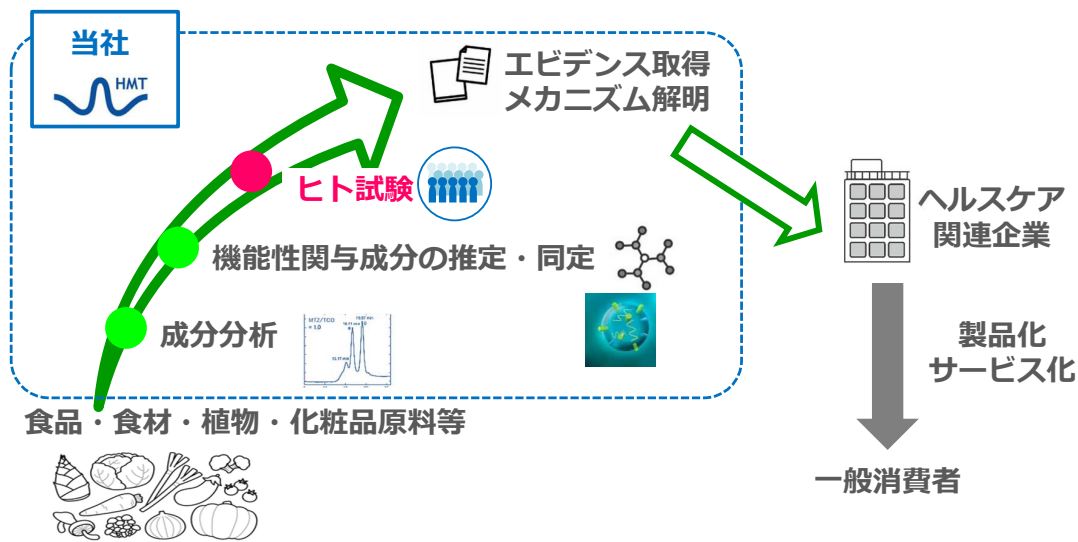 当社
HMT
エビデンス取得
メカニズム解明
ヒト試験
ヘルスケア
関連企業
機能性関与成分の推定・同定
成分分析
MTZ/TCD
製品化
サービス化
食品・食材・植物・化粧品原料等
一般消費者